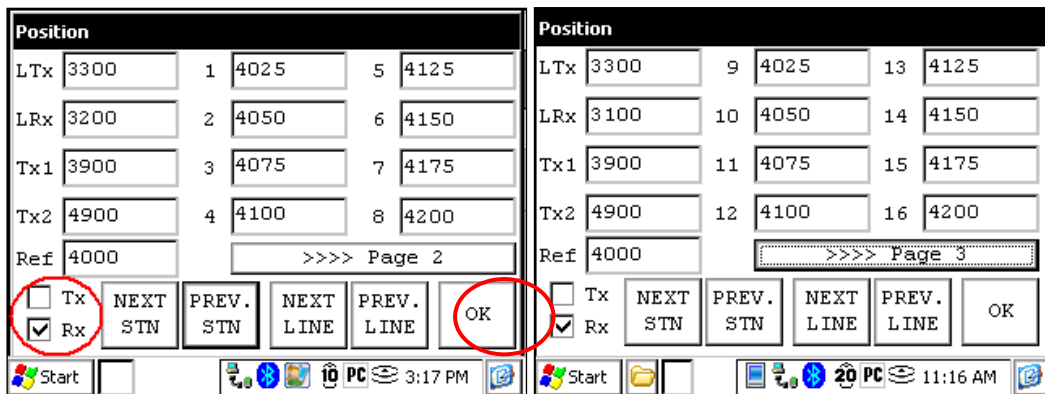 Position
LTx 3300 1 4025 5 4125
LRx 3200 2 4050 6 4150
Tx1 3900 3 4075 7 4175
Tx2 4900 4 4100 8 4200
Ref 4000 >>>> Page 2
Tx
Rx
NEXT STN
PREV. STN
NEXT LINE
PREV. LINE
OK
Start 10 PC 3:17 PM
Position
LTx 3300 9 4025 13 4125
LRx 3100 10 4050 14 4150
Tx1 3900 11 4075 15 4175
Tx2 4900 12 4100 16 4200
Ref 4000 >>>> Page 3
Tx
Rx
NEXT STN
PREV. STN
NEXT LINE
PREV. LINE
OK
Start 20 PC 11:16 AM